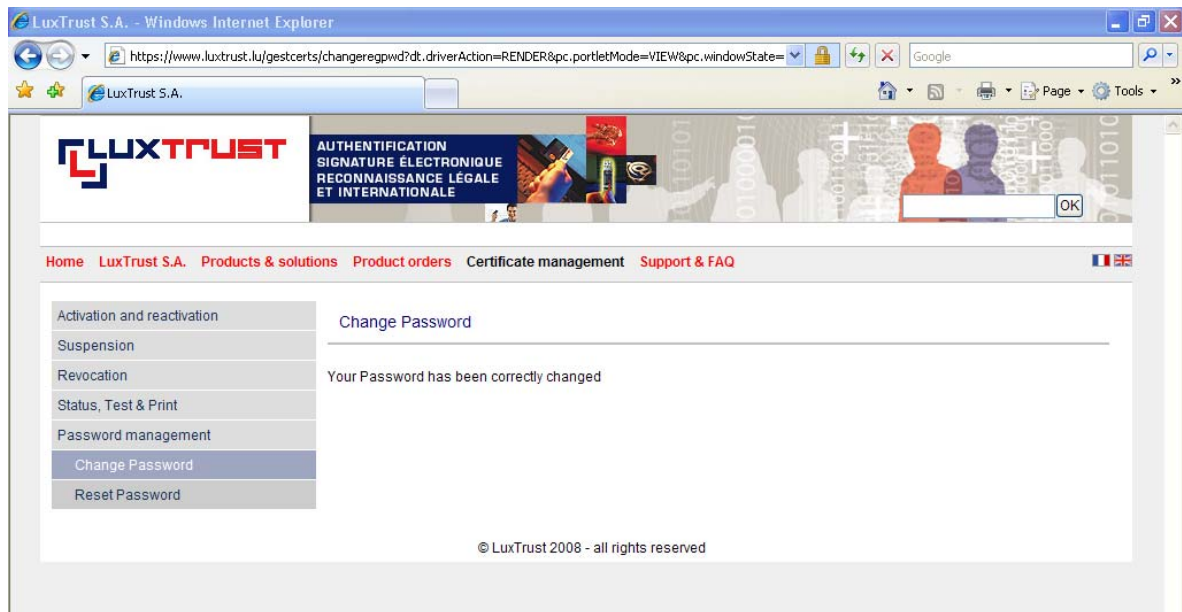 LuxTrust S.A. - Windows Internet Explorer
https://www.luxtrust.lu/gestcerts/changeregpwd?dt.driverAction=RENDER&pc.portletMode=VIEW&pc.windowState=
Google
LuxTrust S.A.
Page
Tools
LUXTRUST
AUTHENTIFICATION
SIGNATURE ÉLECTRONIQUE
RECONNAISSANCE LÉGALE
ET INTERNATIONALE
OK
Home LuxTrust S.A. Products & solutions Product orders Certificate management Support & FAQ
Activation and reactivation
Suspension
Revocation
Status, Test & Print
Password management
Change Password
Reset Password
Change Password
Your Password has been correctly changed
© LuxTrust 2008 - all rights reserved